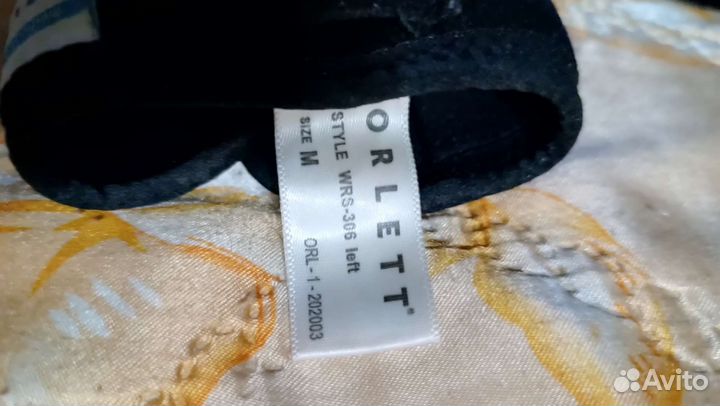 ORLETT®
STYLE WRS-306 left
SIZE M
ORL-1-202003
Avito